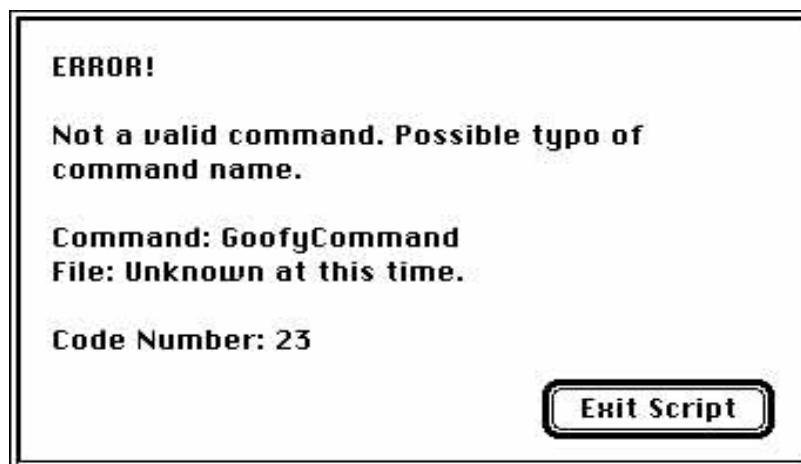 ERROR!
Not a valid command. Possible typo of
command name.
Command: GoofyCommand
File: Unknown at this time.
Code Number: 23
Exit Script